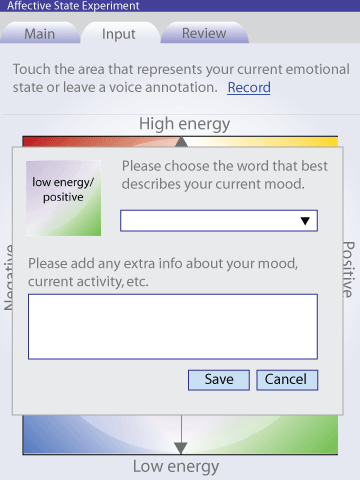 Affective State Experiment
Main
Input
Review
Touch the area that represents your current emotional
state or leave a voice annotation. Record
High energy
low energy/
positive
Please choose the word that best
describes your current mood.
Negative
Positive
Please add any extra info about your mood,
current activity, etc.
Save
Cancel
Low energy